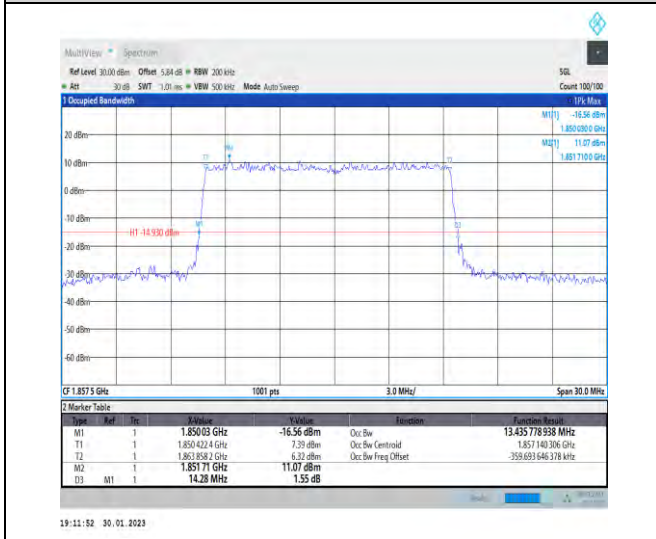 MultiView Spectrum
Ref Level 30.00 dBm Offset 5.84 dB RBW 200 kHz SGL
Att 30 dB SWT 1.01 ms VBW 500 kHz Mode Auto Sweep Count 100/100
1 Occupied Bandwidth 1Pk Max
M1[1] -16.56 dBm
1.850 030 0 GHz
M2[1] 11.07 dBm
1.851 710 0 GHz
20 dBm
M2
T1 T2
10 dBm
0 dBm
-10 dBm
M1 D3
H1 -14.930 dBm
-20 dBm
-30 dBm
-40 dBm
-50 dBm
-60 dBm
CF 1.857 5 GHz 1001 pts 3.0 MHz/ Span 30.0 MHz
2 Marker Table
Type Ref Trc X-Value Y-Value Function Function Result
M1 1 1.850 03 GHz -16.56 dBm Occ Bw 13.435 778 938 MHz
T1 1 1.850 422 4 GHz 7.39 dBm Occ Bw Centroid 1.857 140 306 GHz
T2 1 1.863 858 2 GHz 6.32 dBm Occ Bw Freq Offset -359.693 646 378 kHz
M2 1 1.851 71 GHz 11.07 dBm
D3 M1 1 14.28 MHz 1.55 dB
19:11:52 30.01.2023